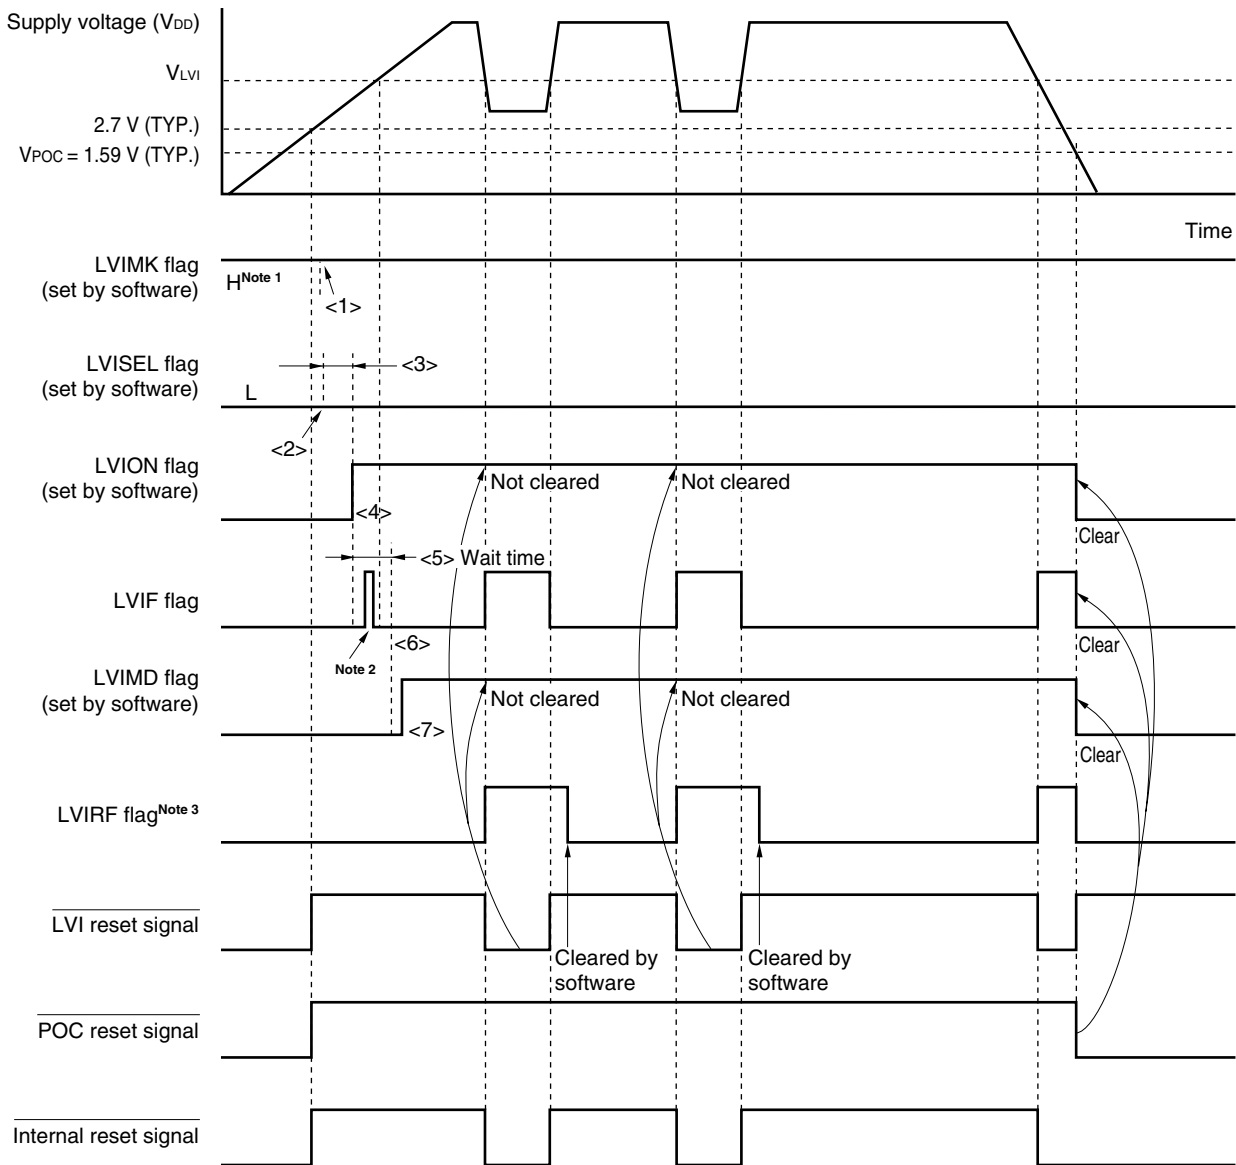 Supply voltage (VDD)
VLVI
2.7 V (TYP.)
VPOC = 1.59 V (TYP.)
Time
LVIMK flag
(set by software)
HNote 1
<1>
LVISEL flag
(set by software)
<3>
L
<2>
LVION flag
(set by software)
Not cleared
Not cleared
<4>
Clear
<5> Wait time
LVIF flag
<6>
Clear
Note 2
LVIMD flag
(set by software)
Not cleared
Not cleared
<7>
Clear
LVIRF flagNote 3
LVI reset signal
Cleared by
software
Cleared by
software
POC reset signal
Internal reset signal